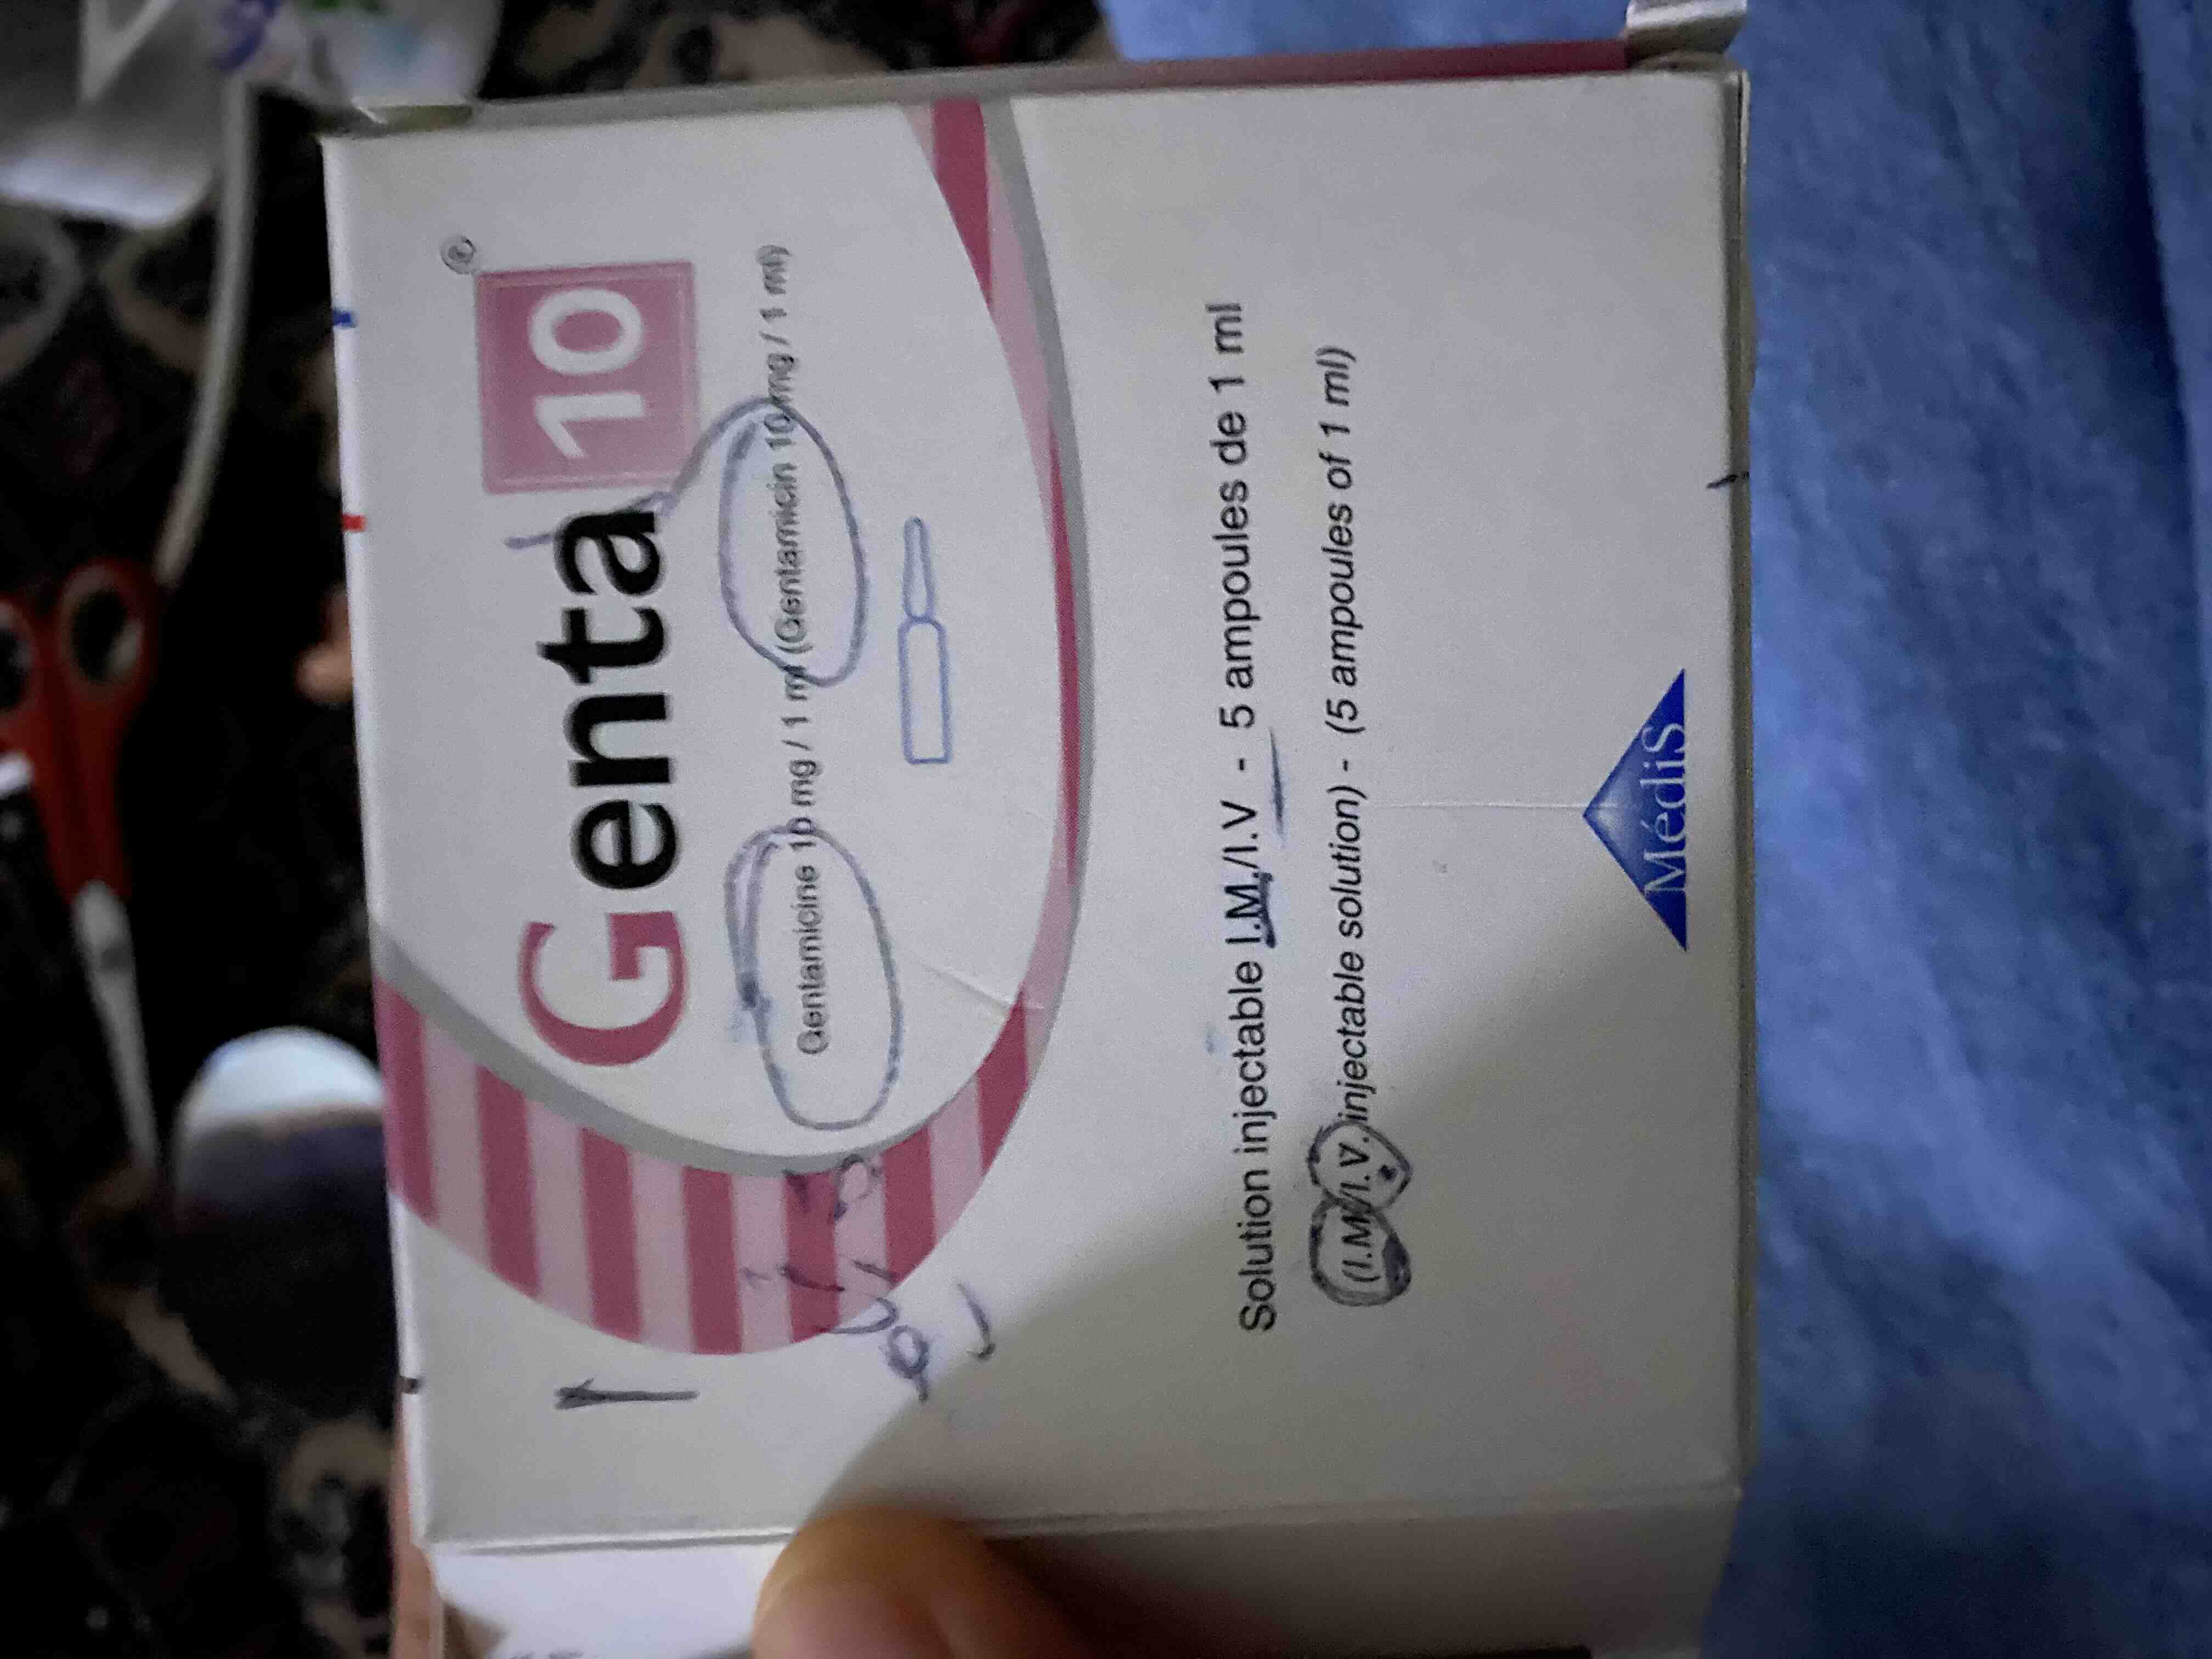 Genta 10 ®
Gentamicine 10 mg / 1 ml (Gentamicin 10 mg / 1 ml)
Solution injectable I.M./I.V - 5 ampoules de 1 ml
(I.M./I.V. injectable solution) - (5 ampoules of 1 ml)
MédiS